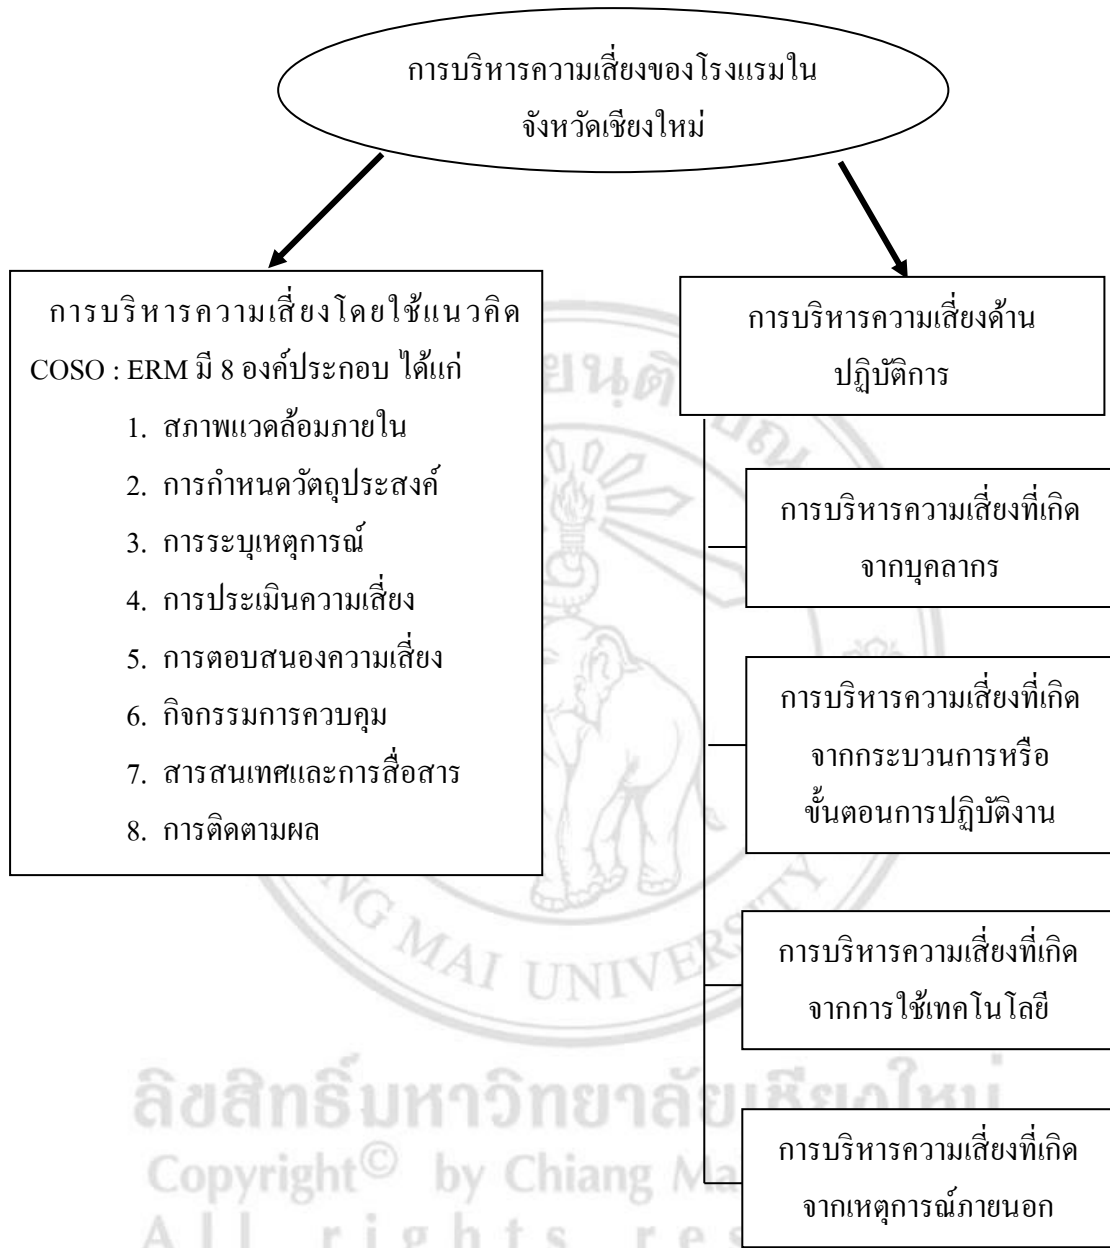 การบริหารความเสี่ยงของโรงแรมใน
จังหวัดเชียงใหม่
การบริหารความเสี่ยงโดยใช้แนวคิด
COSO : ERM มี 8 องค์ประกอบ ได้แก่
1. สภาพแวดล้อมภายใน
2. การกำหนดวัตถุประสงค์
3. การระบุเหตุการณ์
4. การประเมินความเสี่ยง
5. การตอบสนองความเสี่ยง
6. กิจกรรมการควบคุม
7. สารสนเทศและการสื่อสาร
8. การติดตามผล
การบริหารความเสี่ยงด้าน
ปฏิบัติการ
การบริหารความเสี่ยงที่เกิด
จากบุคลากร
การบริหารความเสี่ยงที่เกิด
จากกระบวนการหรือ
ขั้นตอนการปฏิบัติงาน
การบริหารความเสี่ยงที่เกิด
จากการใช้เทคโนโลยี
การบริหารความเสี่ยงที่เกิด
จากเหตุการณ์ภายนอก
MAI UNIVERSITY
ลิขสิทธิ์มหาวิทยาลัยเชียงใหม่
Copyright© by Chiang
All rights